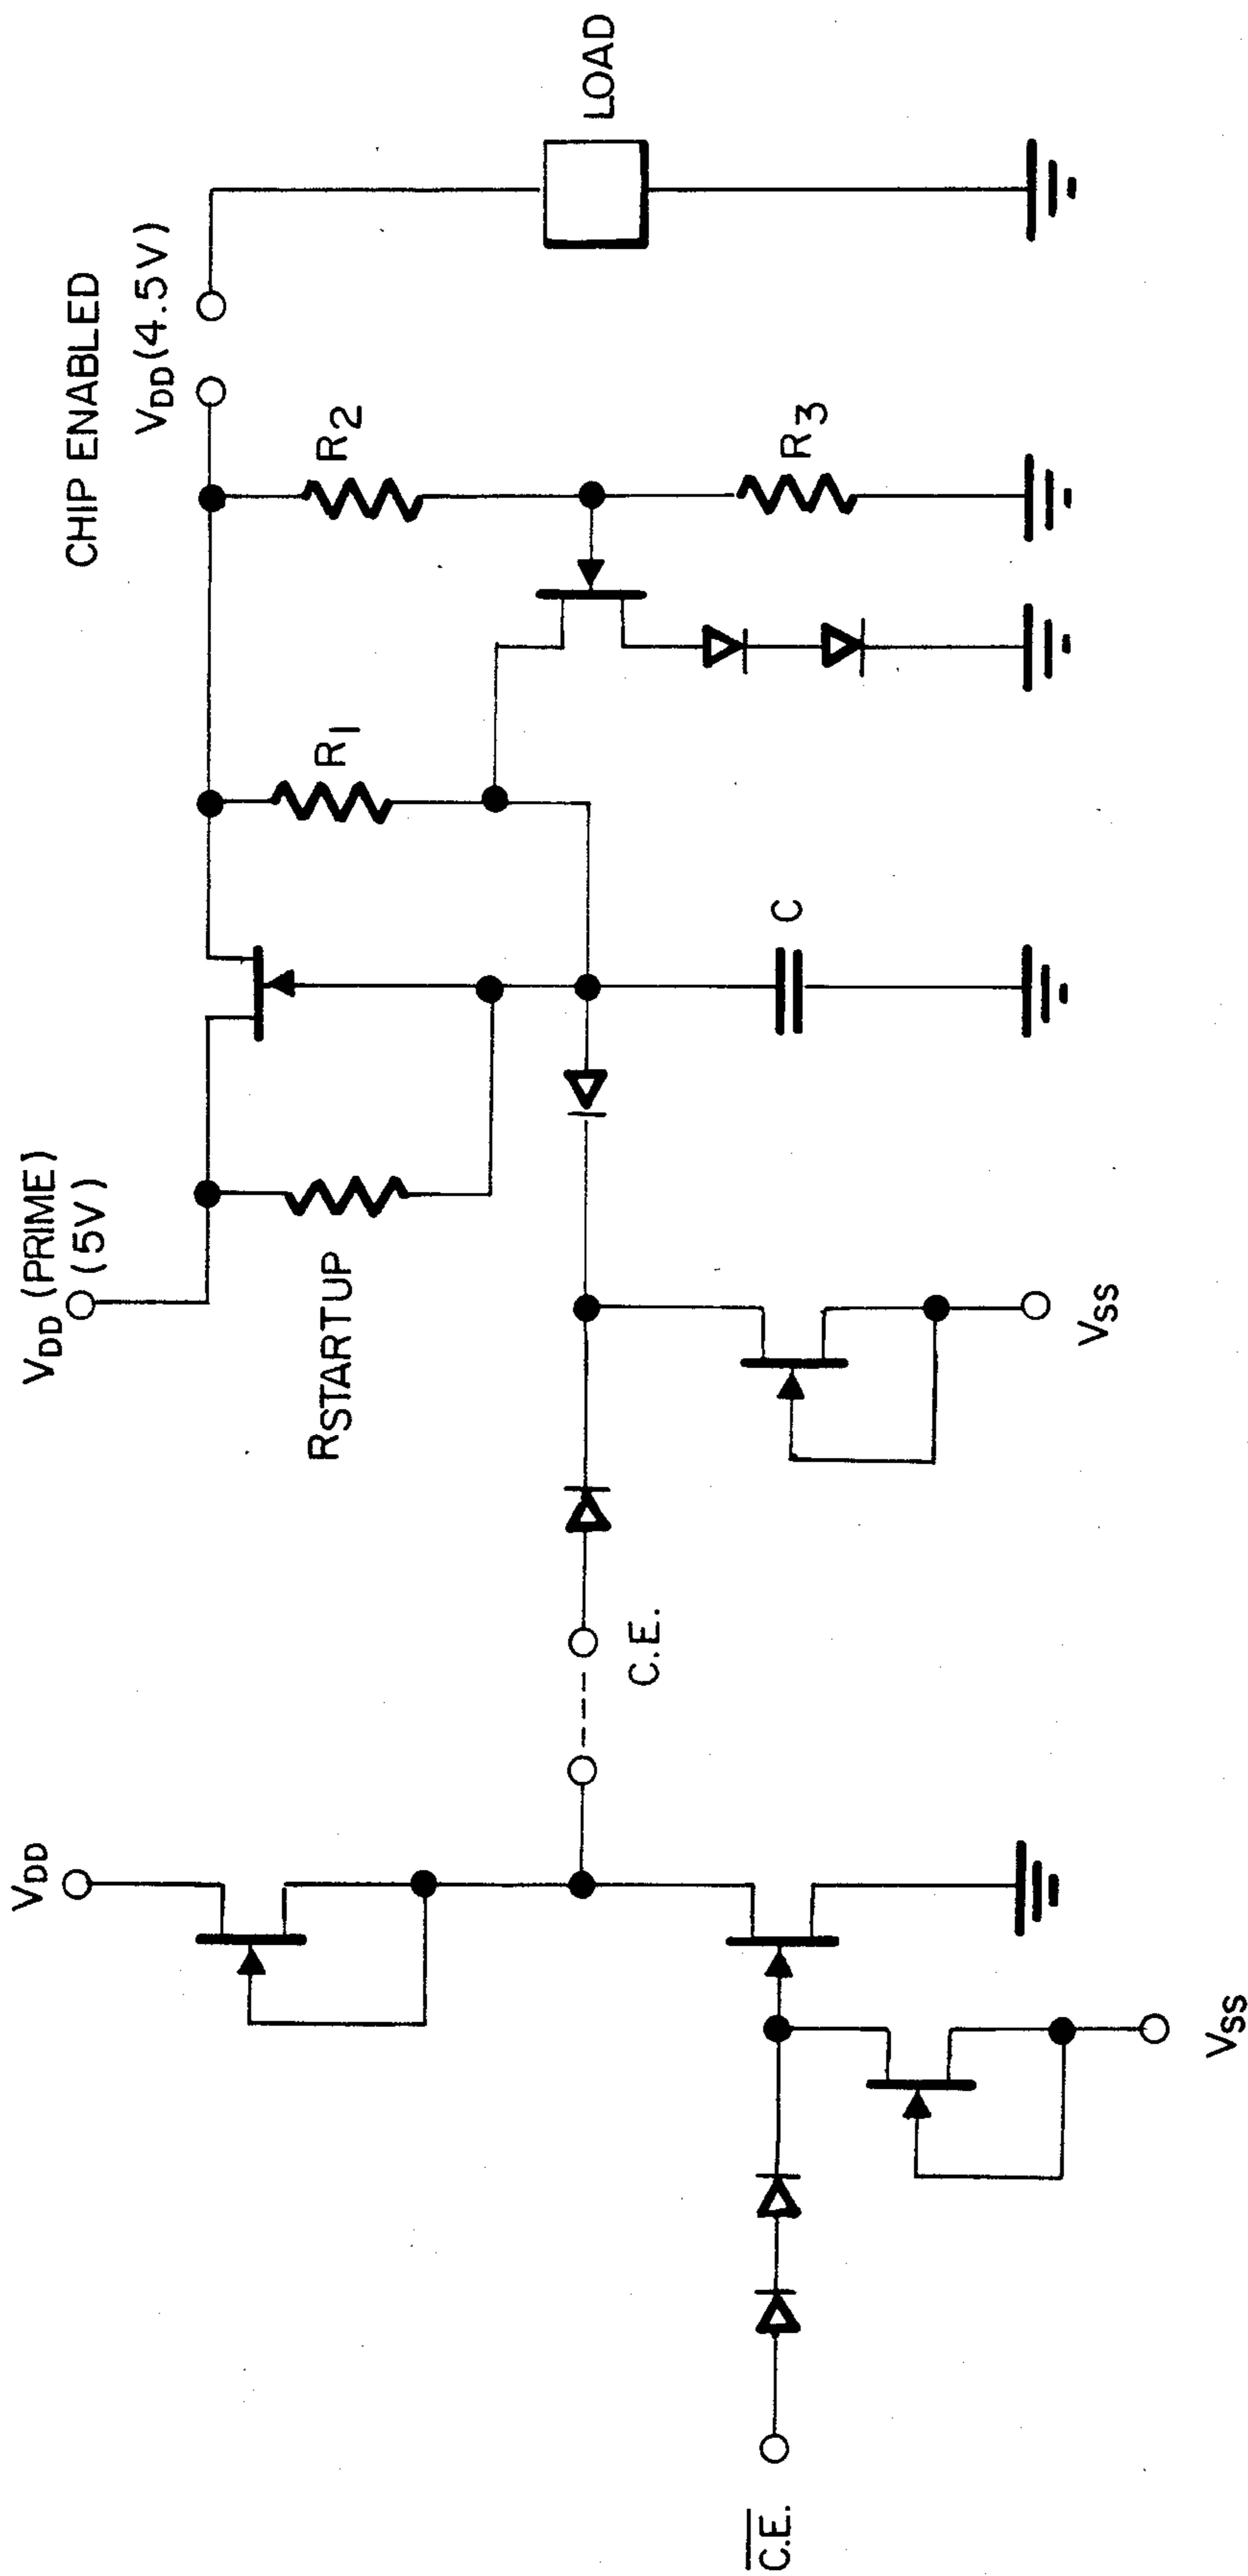 C.E.
VDD
VSS
C.E.
VDD (PRIME)
(5V)
RSTARTUP
VSS
C
R1
CHIP ENABLED
VDD (4.5V)
R2
R3
LOAD